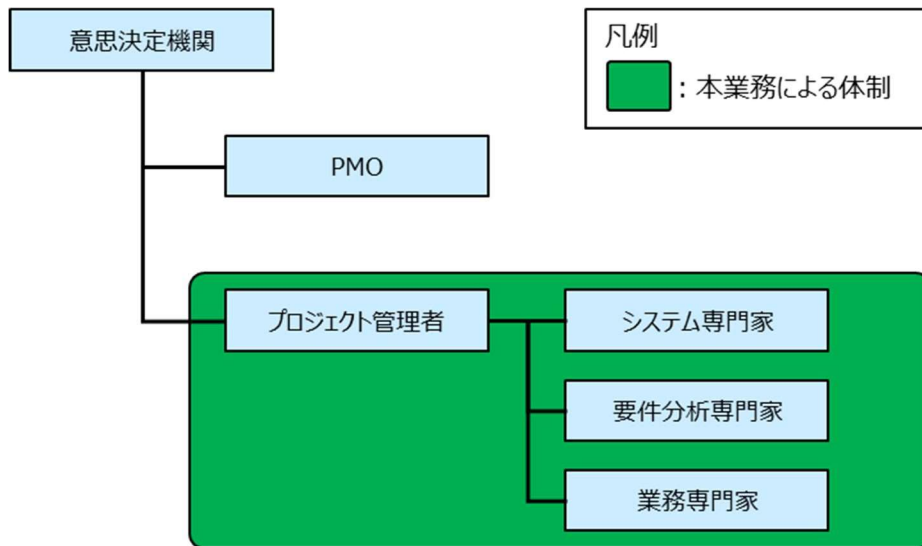 意思決定機関
凡例
：本業務による体制
PMO
プロジェクト管理者
システム専門家
要件分析専門家
業務専門家